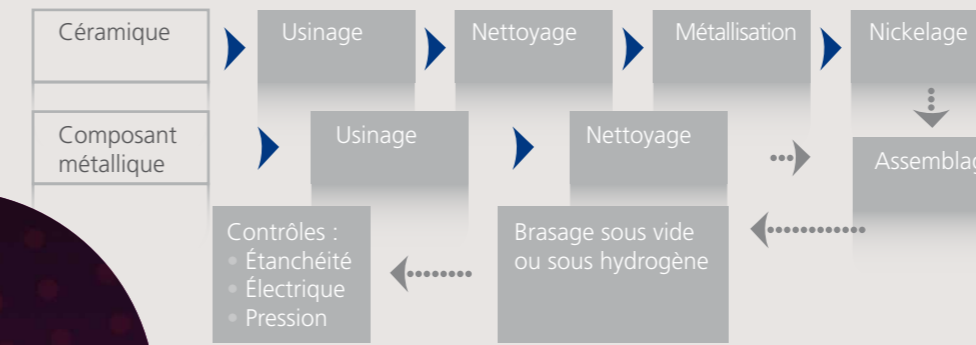 Céramique
Usinage
Nettoyage
Métallisation
Nickelage
Composant
métallique
Usinage
Nettoyage
Assemblag
Contrôles :
• Étanchéité
• Électrique
• Pression
Brasage sous vide
ou sous hydrogène